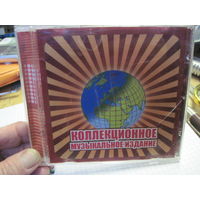 КОЛЛЕКЦИОННОЕ
МУЗЫКАЛЬНОЕ ИЗДАНИЕ